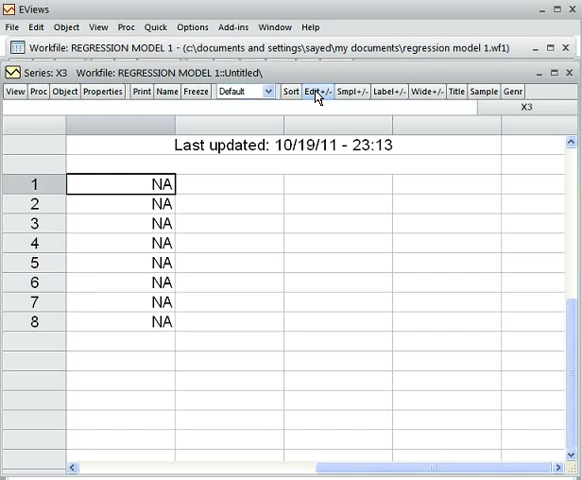 EViews
File Edit Object View Proc Quick Options Add-ins Window Help
Workfile: REGRESSION MODEL 1 - (c:\documents and settings\sayed\my documents\regression model 1.wf1)
Series: X3 Workfile: REGRESSION MODEL 1::Untitled\
View Proc Object Properties Print Name Freeze Default Sort Edit+/- Smpl+/- Label+/- Wide+/- Title Sample Genr
X3
Last updated: 10/19/11 - 23:13
1 NA
2 NA
3 NA
4 NA
5 NA
6 NA
7 NA
8 NA